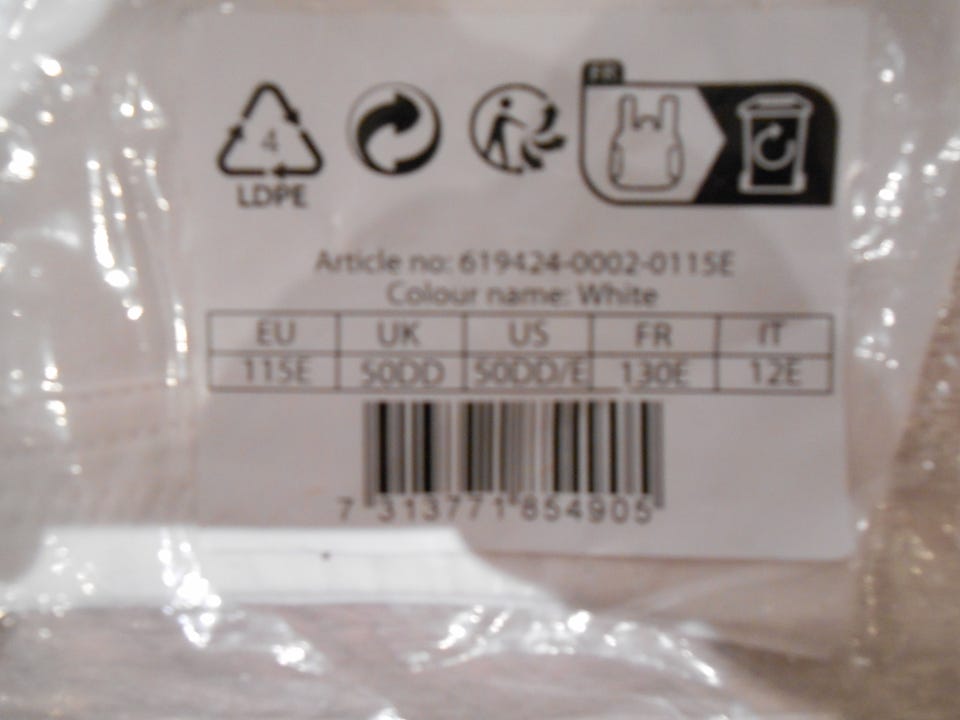 FR
4
LDPE
Article no: 619424-0002-0115E
Colour name: White
EU UK US FR IT
115E 50DD 50DD/E 130E 12E
7 313771 854905